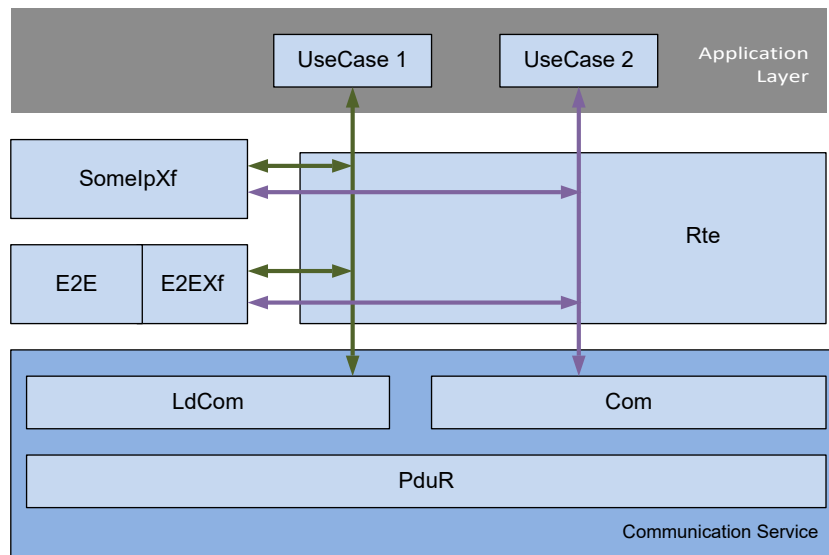 UseCase 1
UseCase 2
Application
Layer
SomeIpXf
Rte
E2E
E2EXf
LdCom
Com
PduR
Communication Service